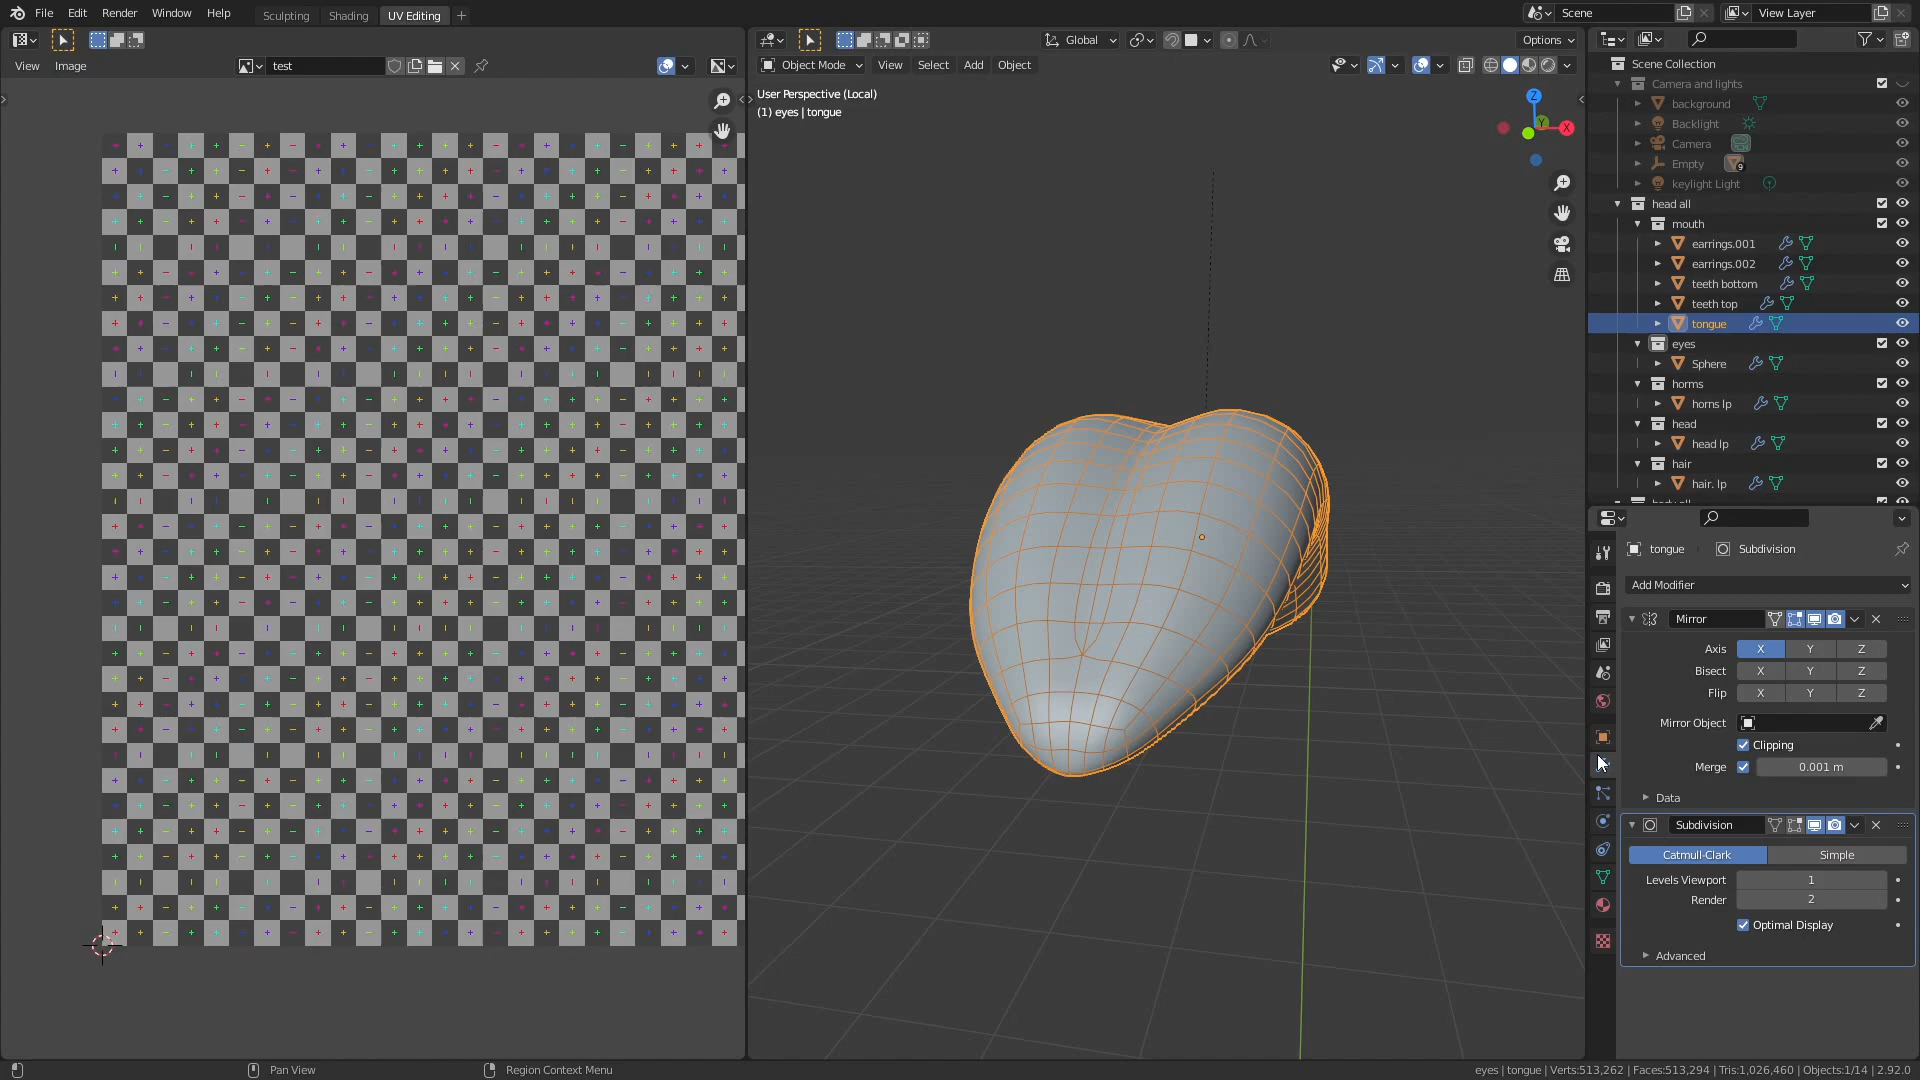 File Edit Render Window Help Sculpting Shading UV Editing + Scene View Layer
View Image test
Global Options
Object Mode View Select Add Object
User Perspective (Local)
(1) eyes | tongue
Z
Y
X
Scene Collection
Camera and lights
background
Backlight
Camera
Empty 9
keylight Light
head all
mouth
earrings.001
earrings.002
teeth bottom
teeth top
tongue
eyes
Sphere
horms
horns lp
head
head lp
hair
hair. lp
tongue Subdivision
Add Modifier
Mirror
Axis X Y Z
Bisect X Y Z
Flip X Y Z
Mirror Object
Clipping
Merge 0.001 m
Data
Subdivision
Catmull-Clark Simple
Levels Viewport 1
Render 2
Optimal Display
Advanced
Pan View Region Context Menu eyes | tongue | Verts:513,262 | Faces:513,294 | Tris:1,026,460 | Objects:1/14 | 2.92.0